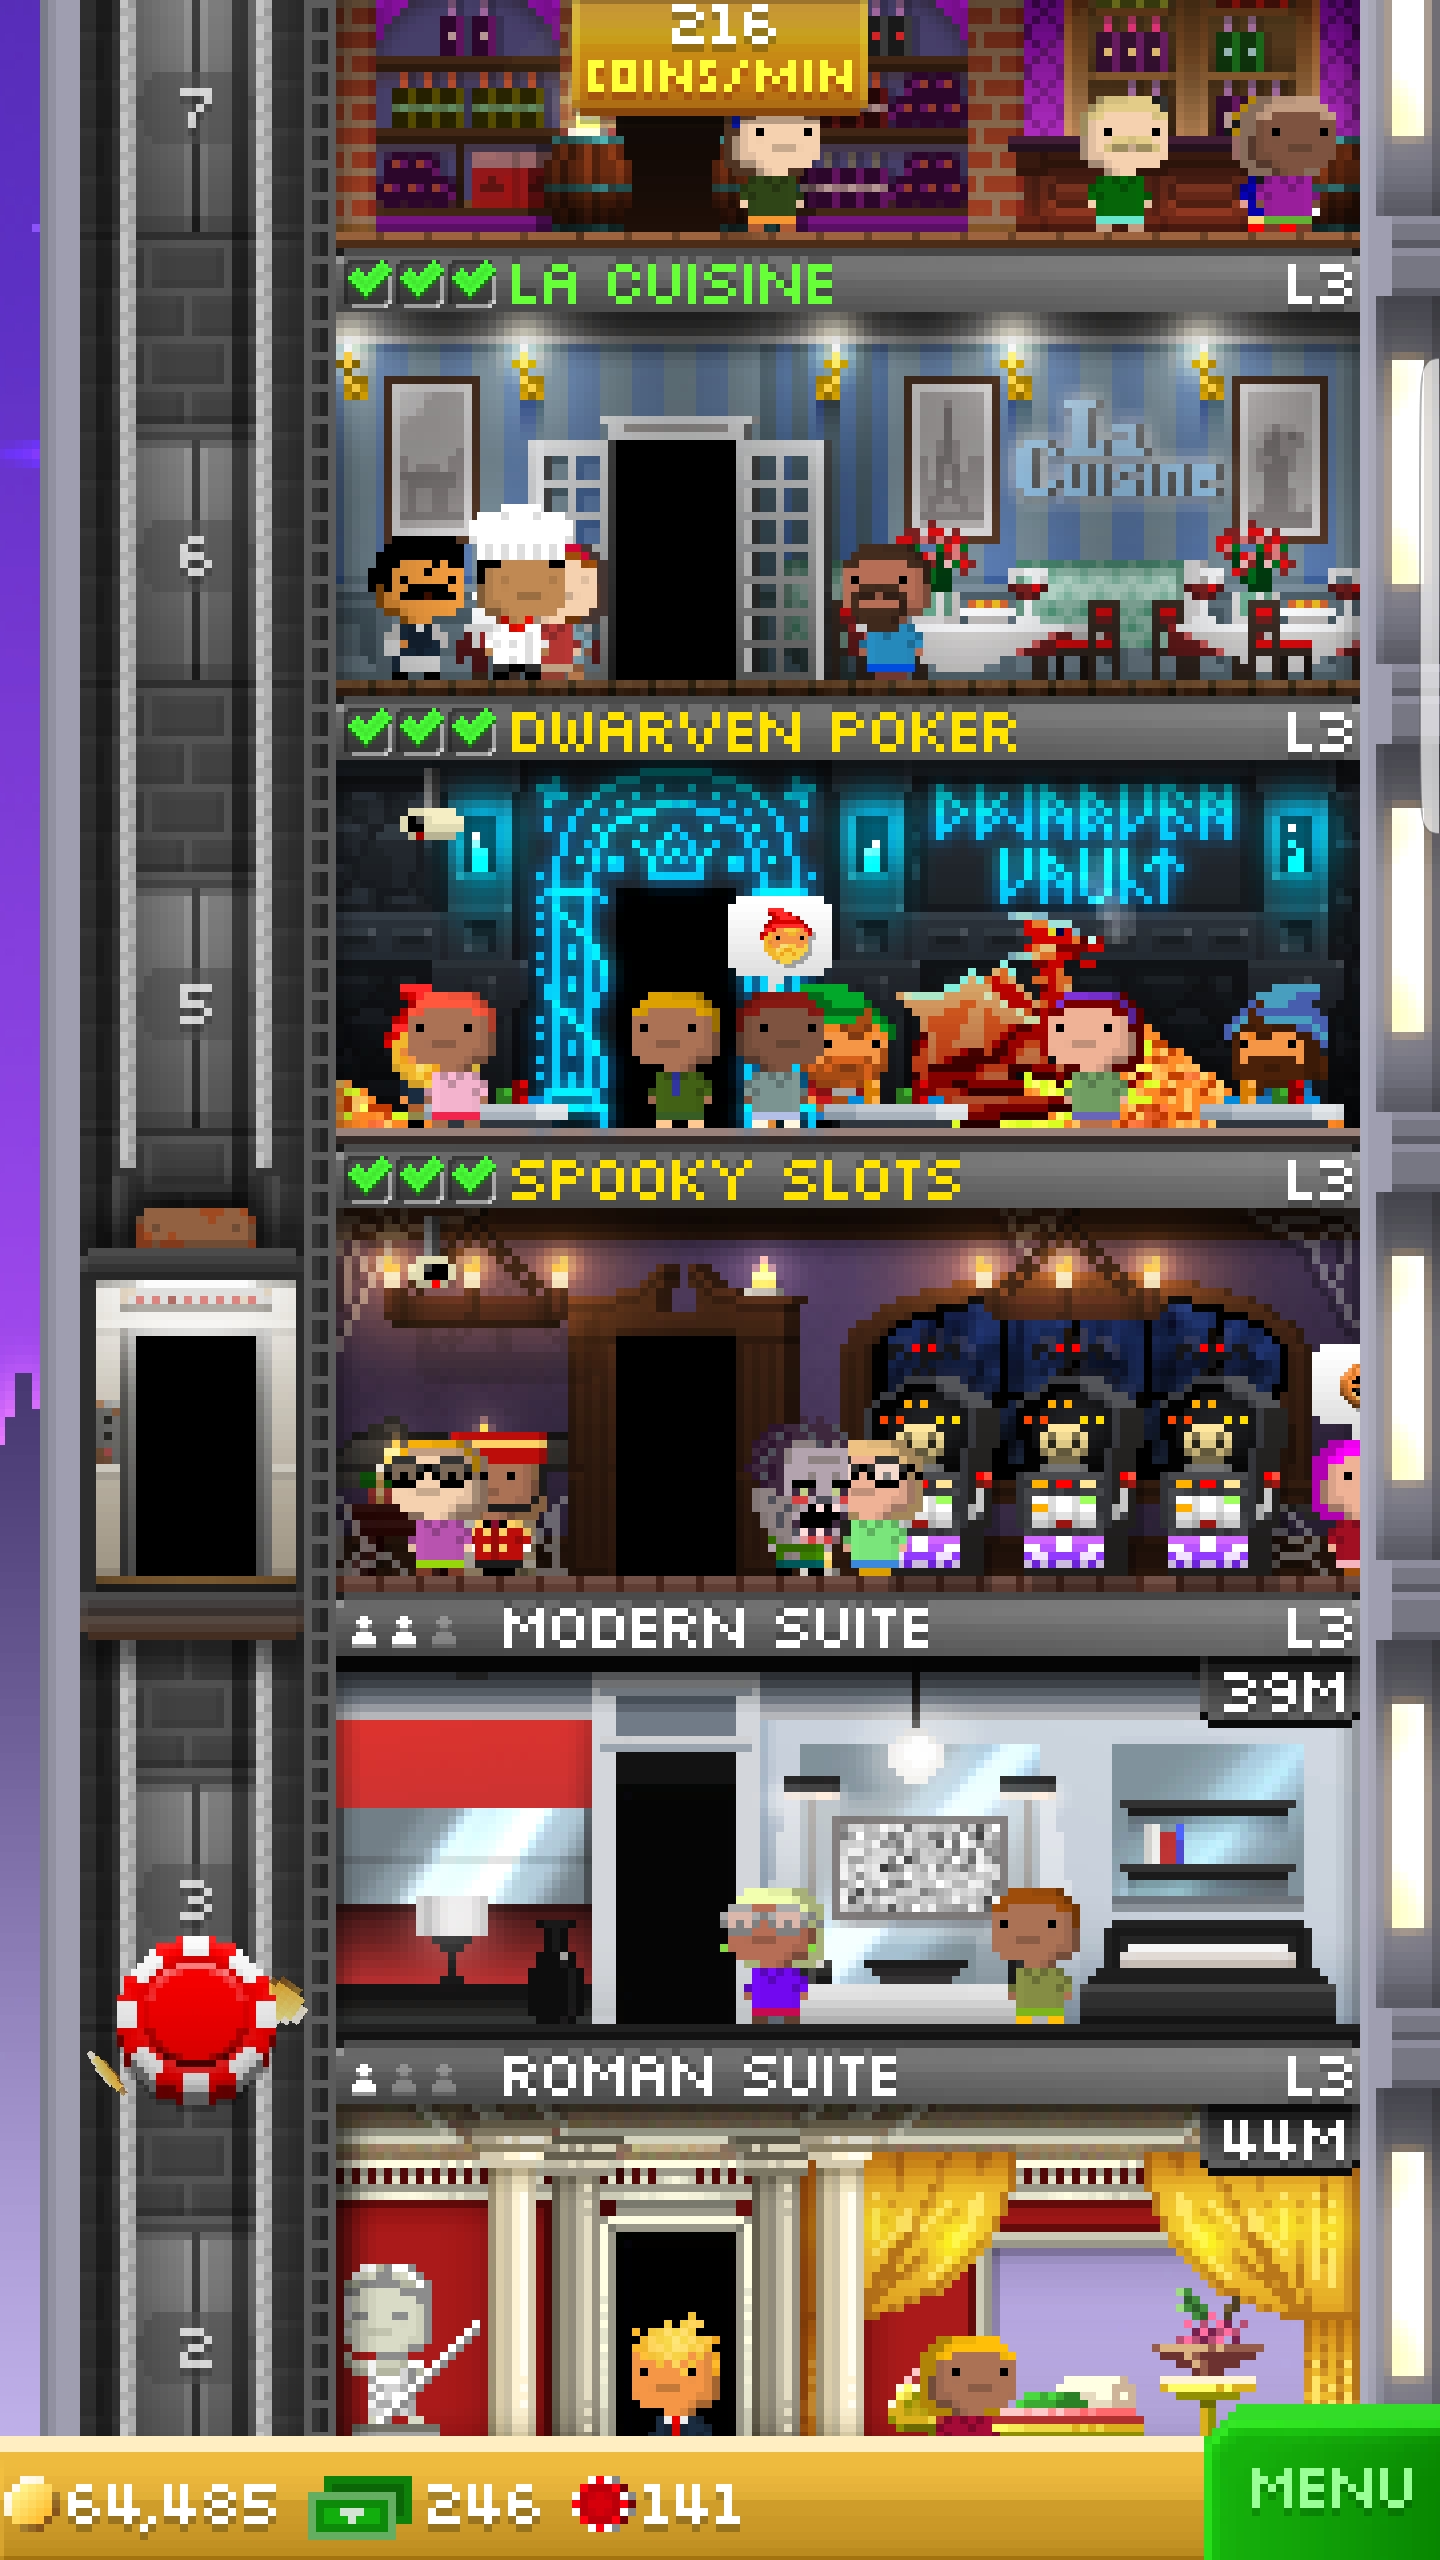 216
COINS/MIN
7
LA CUISINE L3
La
Cuisine
6
DWARVEN POKER L3
DWARVEN
VAULT
5
SPOOKY SLOTS L3
MODERN SUITE L3
39M
3
ROMAN SUITE L3
44M
2
64,485 246 141
MENU